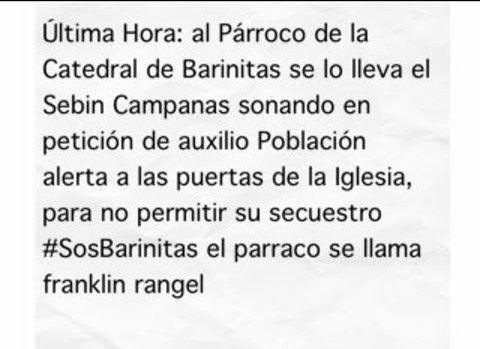 Última Hora: al Párroco de la
Catedral de Barinitas se lo lleva el
Sebin Campanas sonando en
petición de auxilio Población
alerta a las puertas de la Iglesia,
para no permitir su secuestro
#SosBarinitas el parraco se llama
franklin rangel